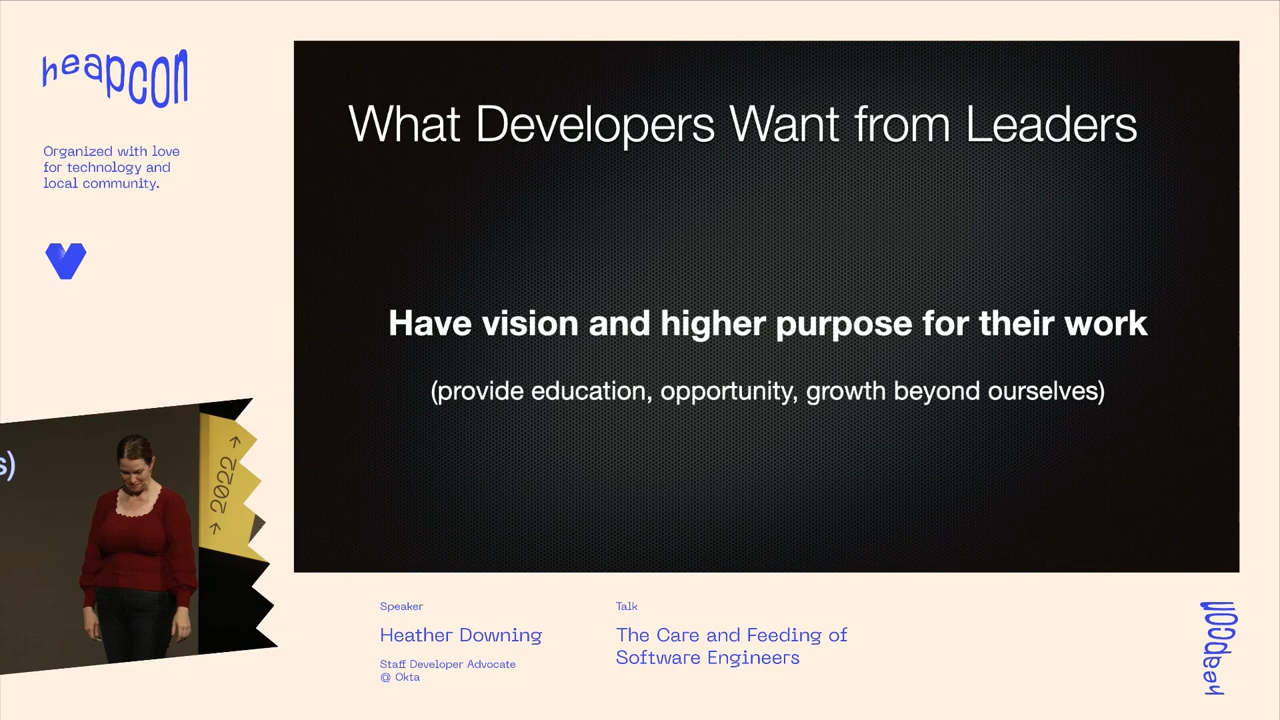 heapcon
Organized with love
for technology and
local community.
What Developers Want from Leaders
Have vision and higher purpose for their work
(provide education, opportunity, growth beyond ourselves)
s)
→ 2022 →
Speaker
Heather Downing
Staff Developer Advocate
@ Okta
Talk
The Care and Feeding of
Software Engineers
heapcon